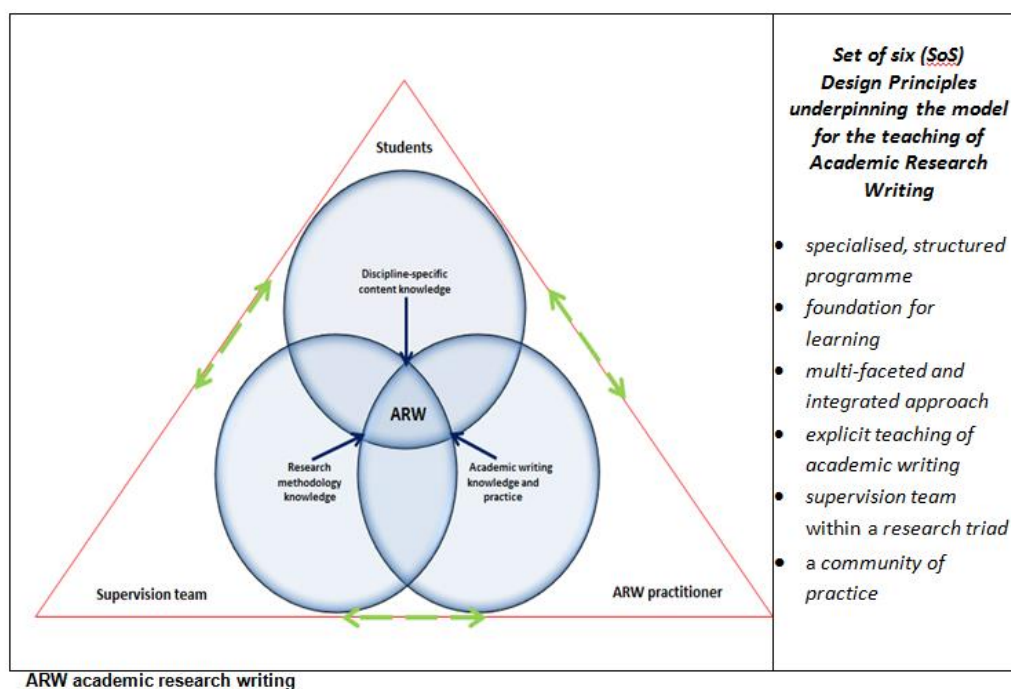 Students
Discipline-specific
content knowledge
ARW
Research
methodology
knowledge
Academic writing
knowledge and
practice
Supervision team
ARW practitioner
Set of six (SoS)
Design Principles
underpinning the model
for the teaching of
Academic Research
Writing
• specialised, structured
programme
• foundation for
learning
• multi-faceted and
integrated approach
• explicit teaching of
academic writing
• supervision team
within a research triad
• a community of
practice
ARW academic research writing